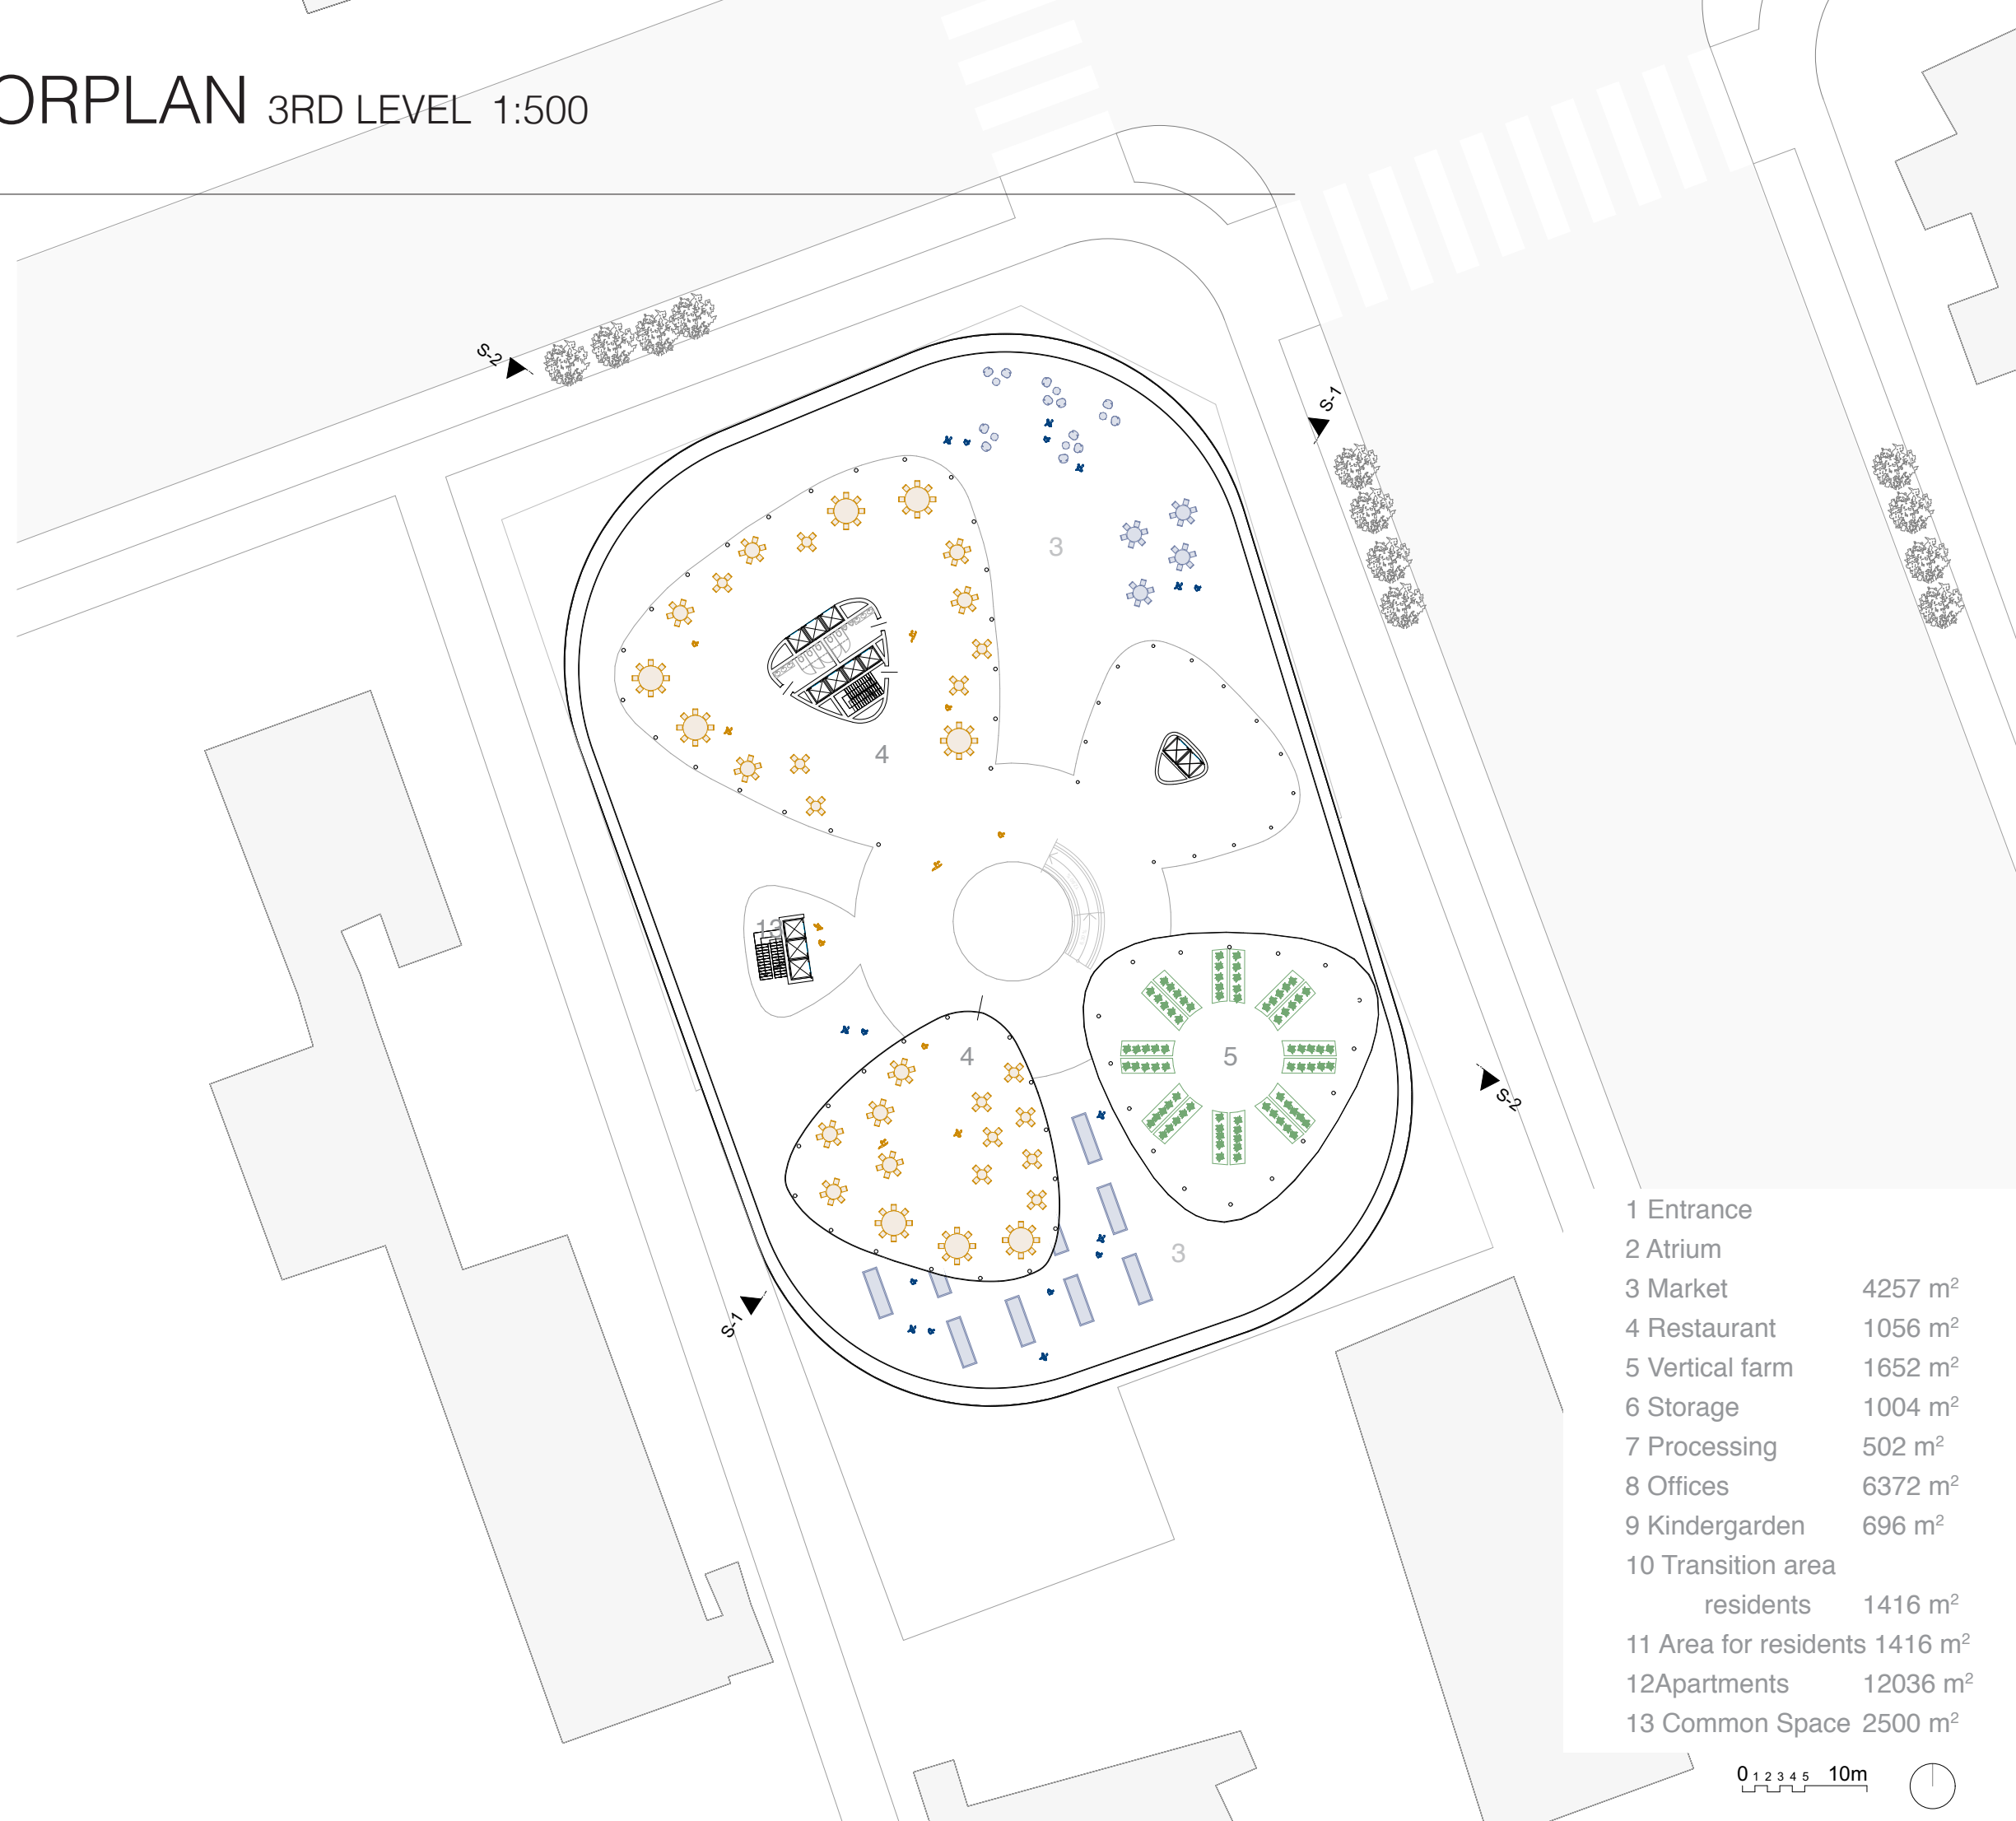 ORPLAN 3RD LEVEL 1:500
S-2
S-1
3
4
13
4
5
S-2
3
S-1
1 Entrance
2 Atrium
3 Market 4257 m²
4 Restaurant 1056 m²
5 Vertical farm 1652 m²
6 Storage 1004 m²
7 Processing 502 m²
8 Offices 6372 m²
9 Kindergarden 696 m²
10 Transition area
residents 1416 m²
11 Area for residents 1416 m²
12Apartments 12036 m²
13 Common Space 2500 m²
0 1 2 3 4 5 10m